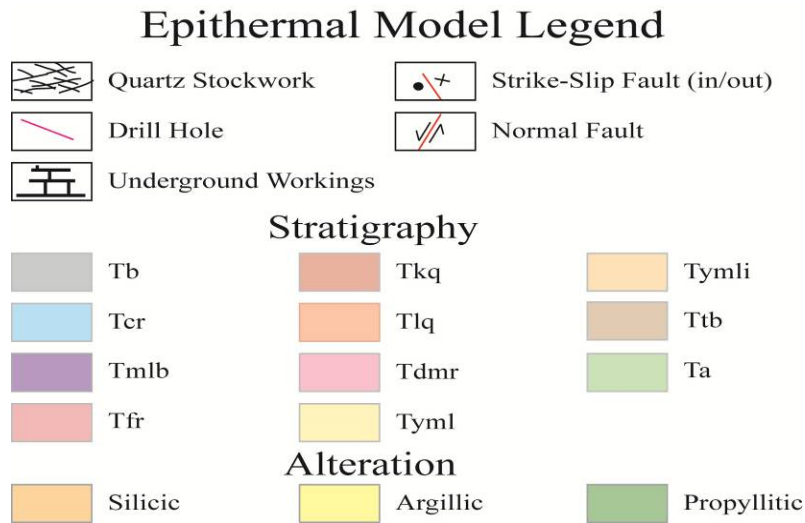 Epithermal Model Legend
Quartz Stockwork Strike-Slip Fault (in/out)
Drill Hole Normal Fault
Underground Workings
Stratigraphy
Tb Tkq Tymli
Tcr Tlq Ttb
Tmlb Tdmr Ta
Tfr Tyml
Alteration
Silicic Argillic Propyllitic